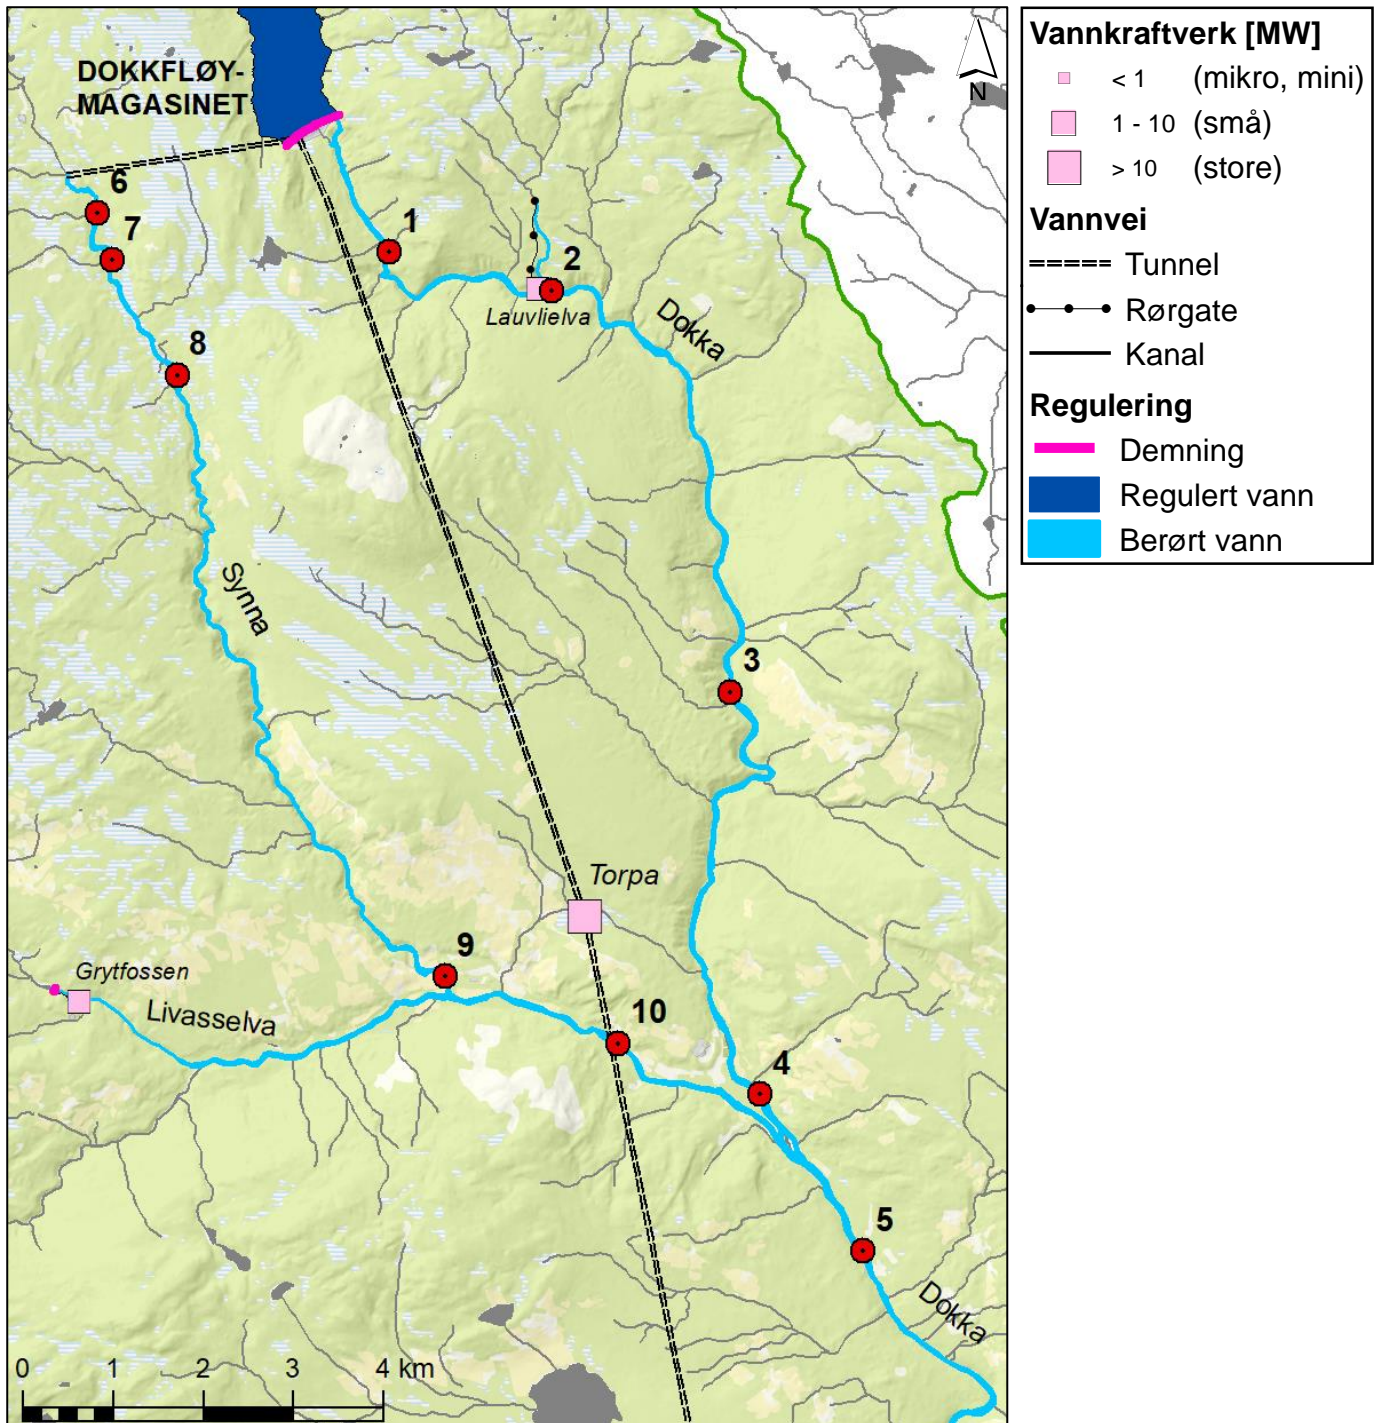 DOKKFLØY-
MAGASINET
N
6
7
1
2
Lauvlielva
Dokka
8
Synna
3
Torpa
9
Grytfossen
Livasselva
10
4
5
Dokka
0 1 2 3 4 km
Vannkraftverk [MW]
< 1 (mikro, mini)
1 - 10 (små)
> 10 (store)
Vannvei
Tunnel
Rørgate
Kanal
Regulering
Demning
Regulert vann
Berørt vann